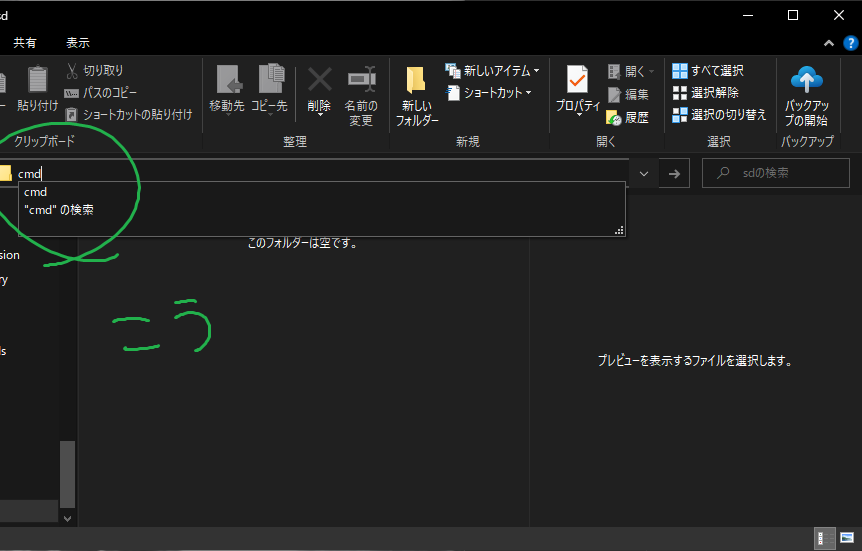 sd
共有
表示
貼り付け
切り取り
パスのコピー
ショートカットの貼り付け
クリップボード
移動先
コピー先
削除
名前の
変更
整理
新しい
フォルダー
新しいアイテム
ショートカット
新規
プロパティ
開く
編集
履歴
開く
すべて選択
選択解除
選択の切り替え
選択
バックアッ
プの開始
バックアップ
cmd
sdの検索
cmd
"cmd" の検索
このフォルダーは空です。
sion
ry
s
こう
プレビューを表示するファイルを選択します。